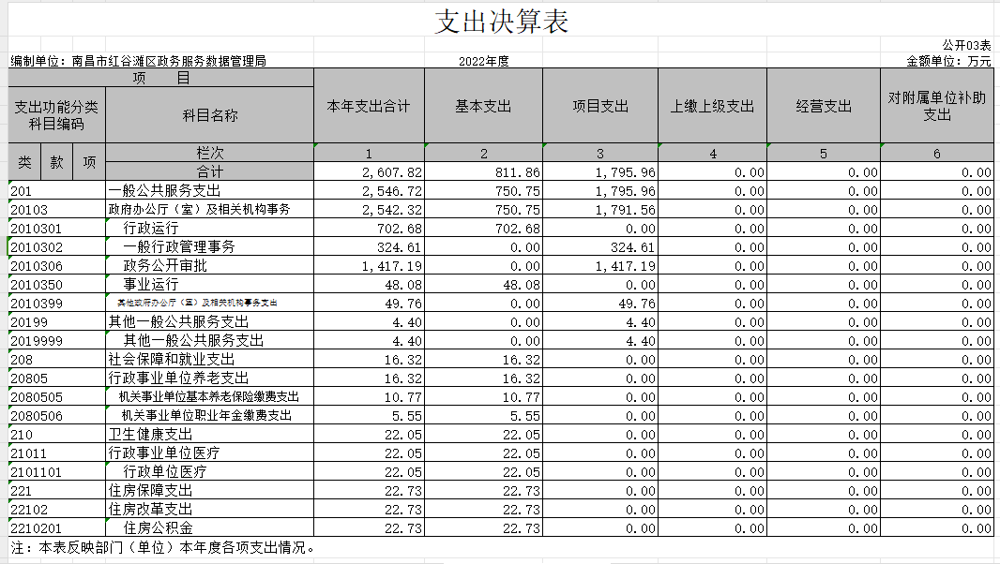 支出决算表
公开03表
编制单位：南昌市红谷滩区政务服务数据管理局 2022年度 金额单位：万元
项 目 本年支出合计 基本支出 项目支出 上缴上级支出 经营支出 对附属单位补助支出
支出功能分类科目编码 科目名称
类 款 项 栏次 1 2 3 4 5 6
合计 2,607.82 811.86 1,795.96 0.00 0.00 0.00
201 一般公共服务支出 2,546.72 750.75 1,795.96 0.00 0.00 0.00
20103 政府办公厅（室）及相关机构事务 2,542.32 750.75 1,791.56 0.00 0.00 0.00
2010301 行政运行 702.68 702.68 0.00 0.00 0.00 0.00
2010302 一般行政管理事务 324.61 0.00 324.61 0.00 0.00 0.00
2010306 政务公开审批 1,417.19 0.00 1,417.19 0.00 0.00 0.00
2010350 事业运行 48.08 48.08 0.00 0.00 0.00 0.00
2010399 其他政府办公厅（室）及相关机构事务支出 49.76 0.00 49.76 0.00 0.00 0.00
20199 其他一般公共服务支出 4.40 0.00 4.40 0.00 0.00 0.00
2019999 其他一般公共服务支出 4.40 0.00 4.40 0.00 0.00 0.00
208 社会保障和就业支出 16.32 16.32 0.00 0.00 0.00 0.00
20805 行政事业单位养老支出 16.32 16.32 0.00 0.00 0.00 0.00
2080505 机关事业单位基本养老保险缴费支出 10.77 10.77 0.00 0.00 0.00 0.00
2080506 机关事业单位职业年金缴费支出 5.55 5.55 0.00 0.00 0.00 0.00
210 卫生健康支出 22.05 22.05 0.00 0.00 0.00 0.00
21011 行政事业单位医疗 22.05 22.05 0.00 0.00 0.00 0.00
2101101 行政单位医疗 22.05 22.05 0.00 0.00 0.00 0.00
221 住房保障支出 22.73 22.73 0.00 0.00 0.00 0.00
22102 住房改革支出 22.73 22.73 0.00 0.00 0.00 0.00
2210201 住房公积金 22.73 22.73 0.00 0.00 0.00 0.00
注：本表反映部门（单位）本年度各项支出情况。